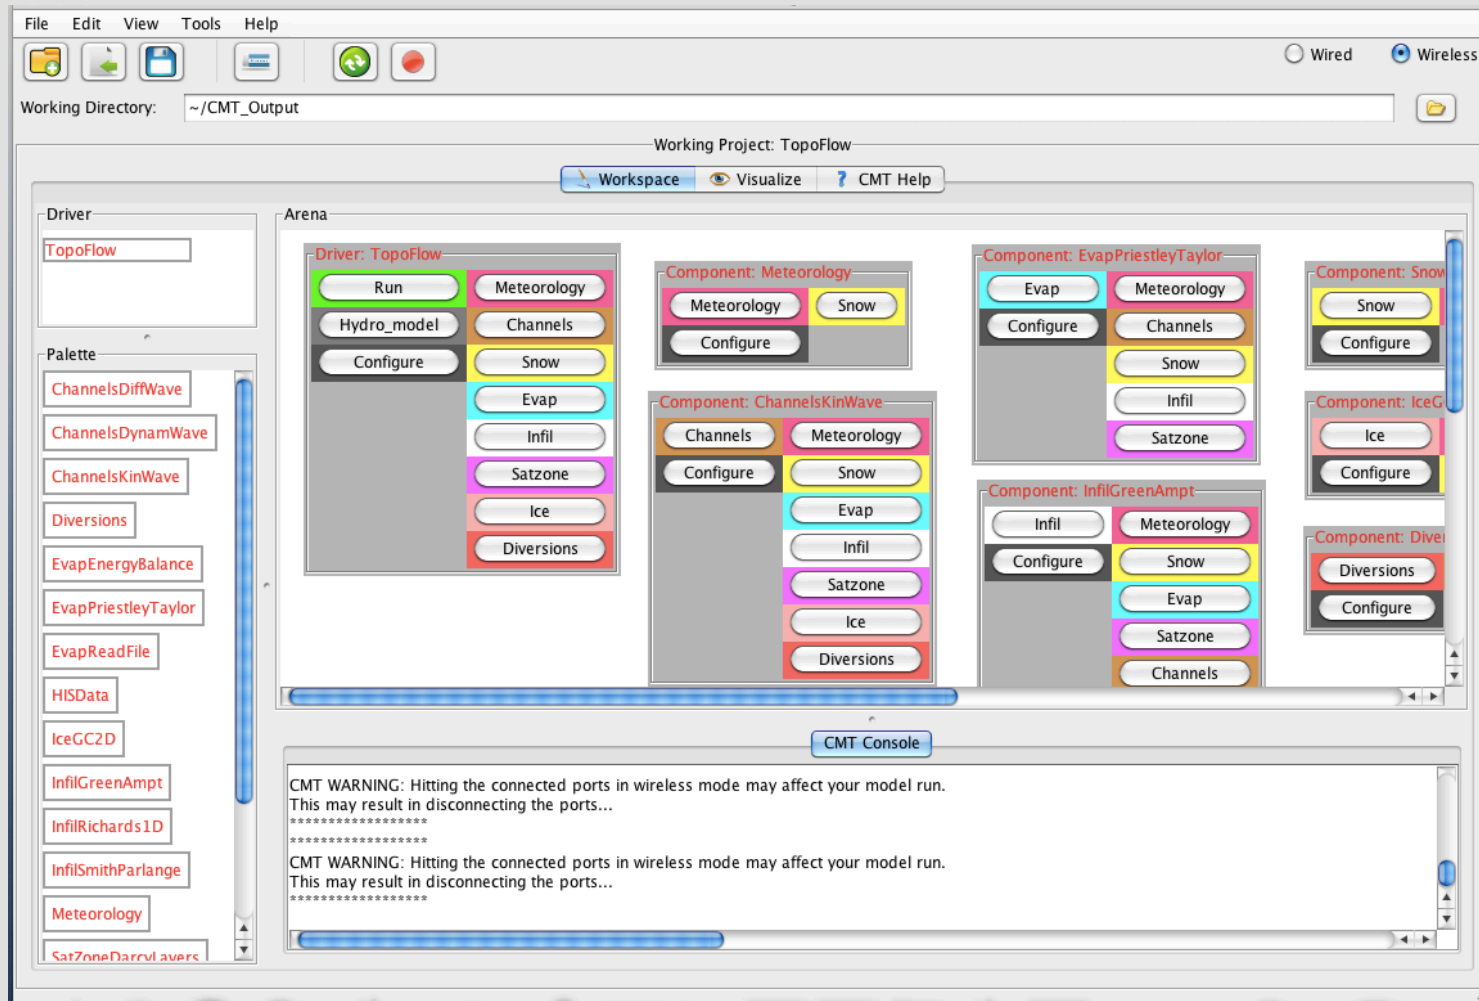 File Edit View Tools Help
Wired Wireless
Working Directory: ~/CMT_Output
Working Project: TopoFlow
Workspace Visualize ? CMT Help
Driver
TopoFlow
Palette
ChannelsDiffWave
ChannelsDynamWave
ChannelsKinWave
Diversions
EvapEnergyBalance
EvapPriestleyTaylor
EvapReadFile
HISData
IceGC2D
InfilGreenAmpt
InfilRichards1D
InfilSmithParlange
Meteorology
SatZoneDarcyLayers
Arena
Driver: TopoFlow
Run Meteorology
Hydro_model Channels
Configure Snow
Evap
Infil
Satzone
Ice
Diversions
Component: Meteorology
Meteorology Snow
Configure
Component: ChannelsKinWave
Channels Meteorology
Configure Snow
Evap
Infil
Satzone
Ice
Diversions
Component: EvapPriestleyTaylor
Evap Meteorology
Configure Channels
Snow
Infil
Satzone
Component: InfilGreenAmpt
Infil Meteorology
Configure Snow
Evap
Satzone
Channels
Component: Snow
Snow
Configure
Component: IceG
Ice
Configure
Component: Diver
Diversions
Configure
CMT Console
CMT WARNING: Hitting the connected ports in wireless mode may affect your model run.
This may result in disconnecting the ports...
******************
******************
CMT WARNING: Hitting the connected ports in wireless mode may affect your model run.
This may result in disconnecting the ports...
******************